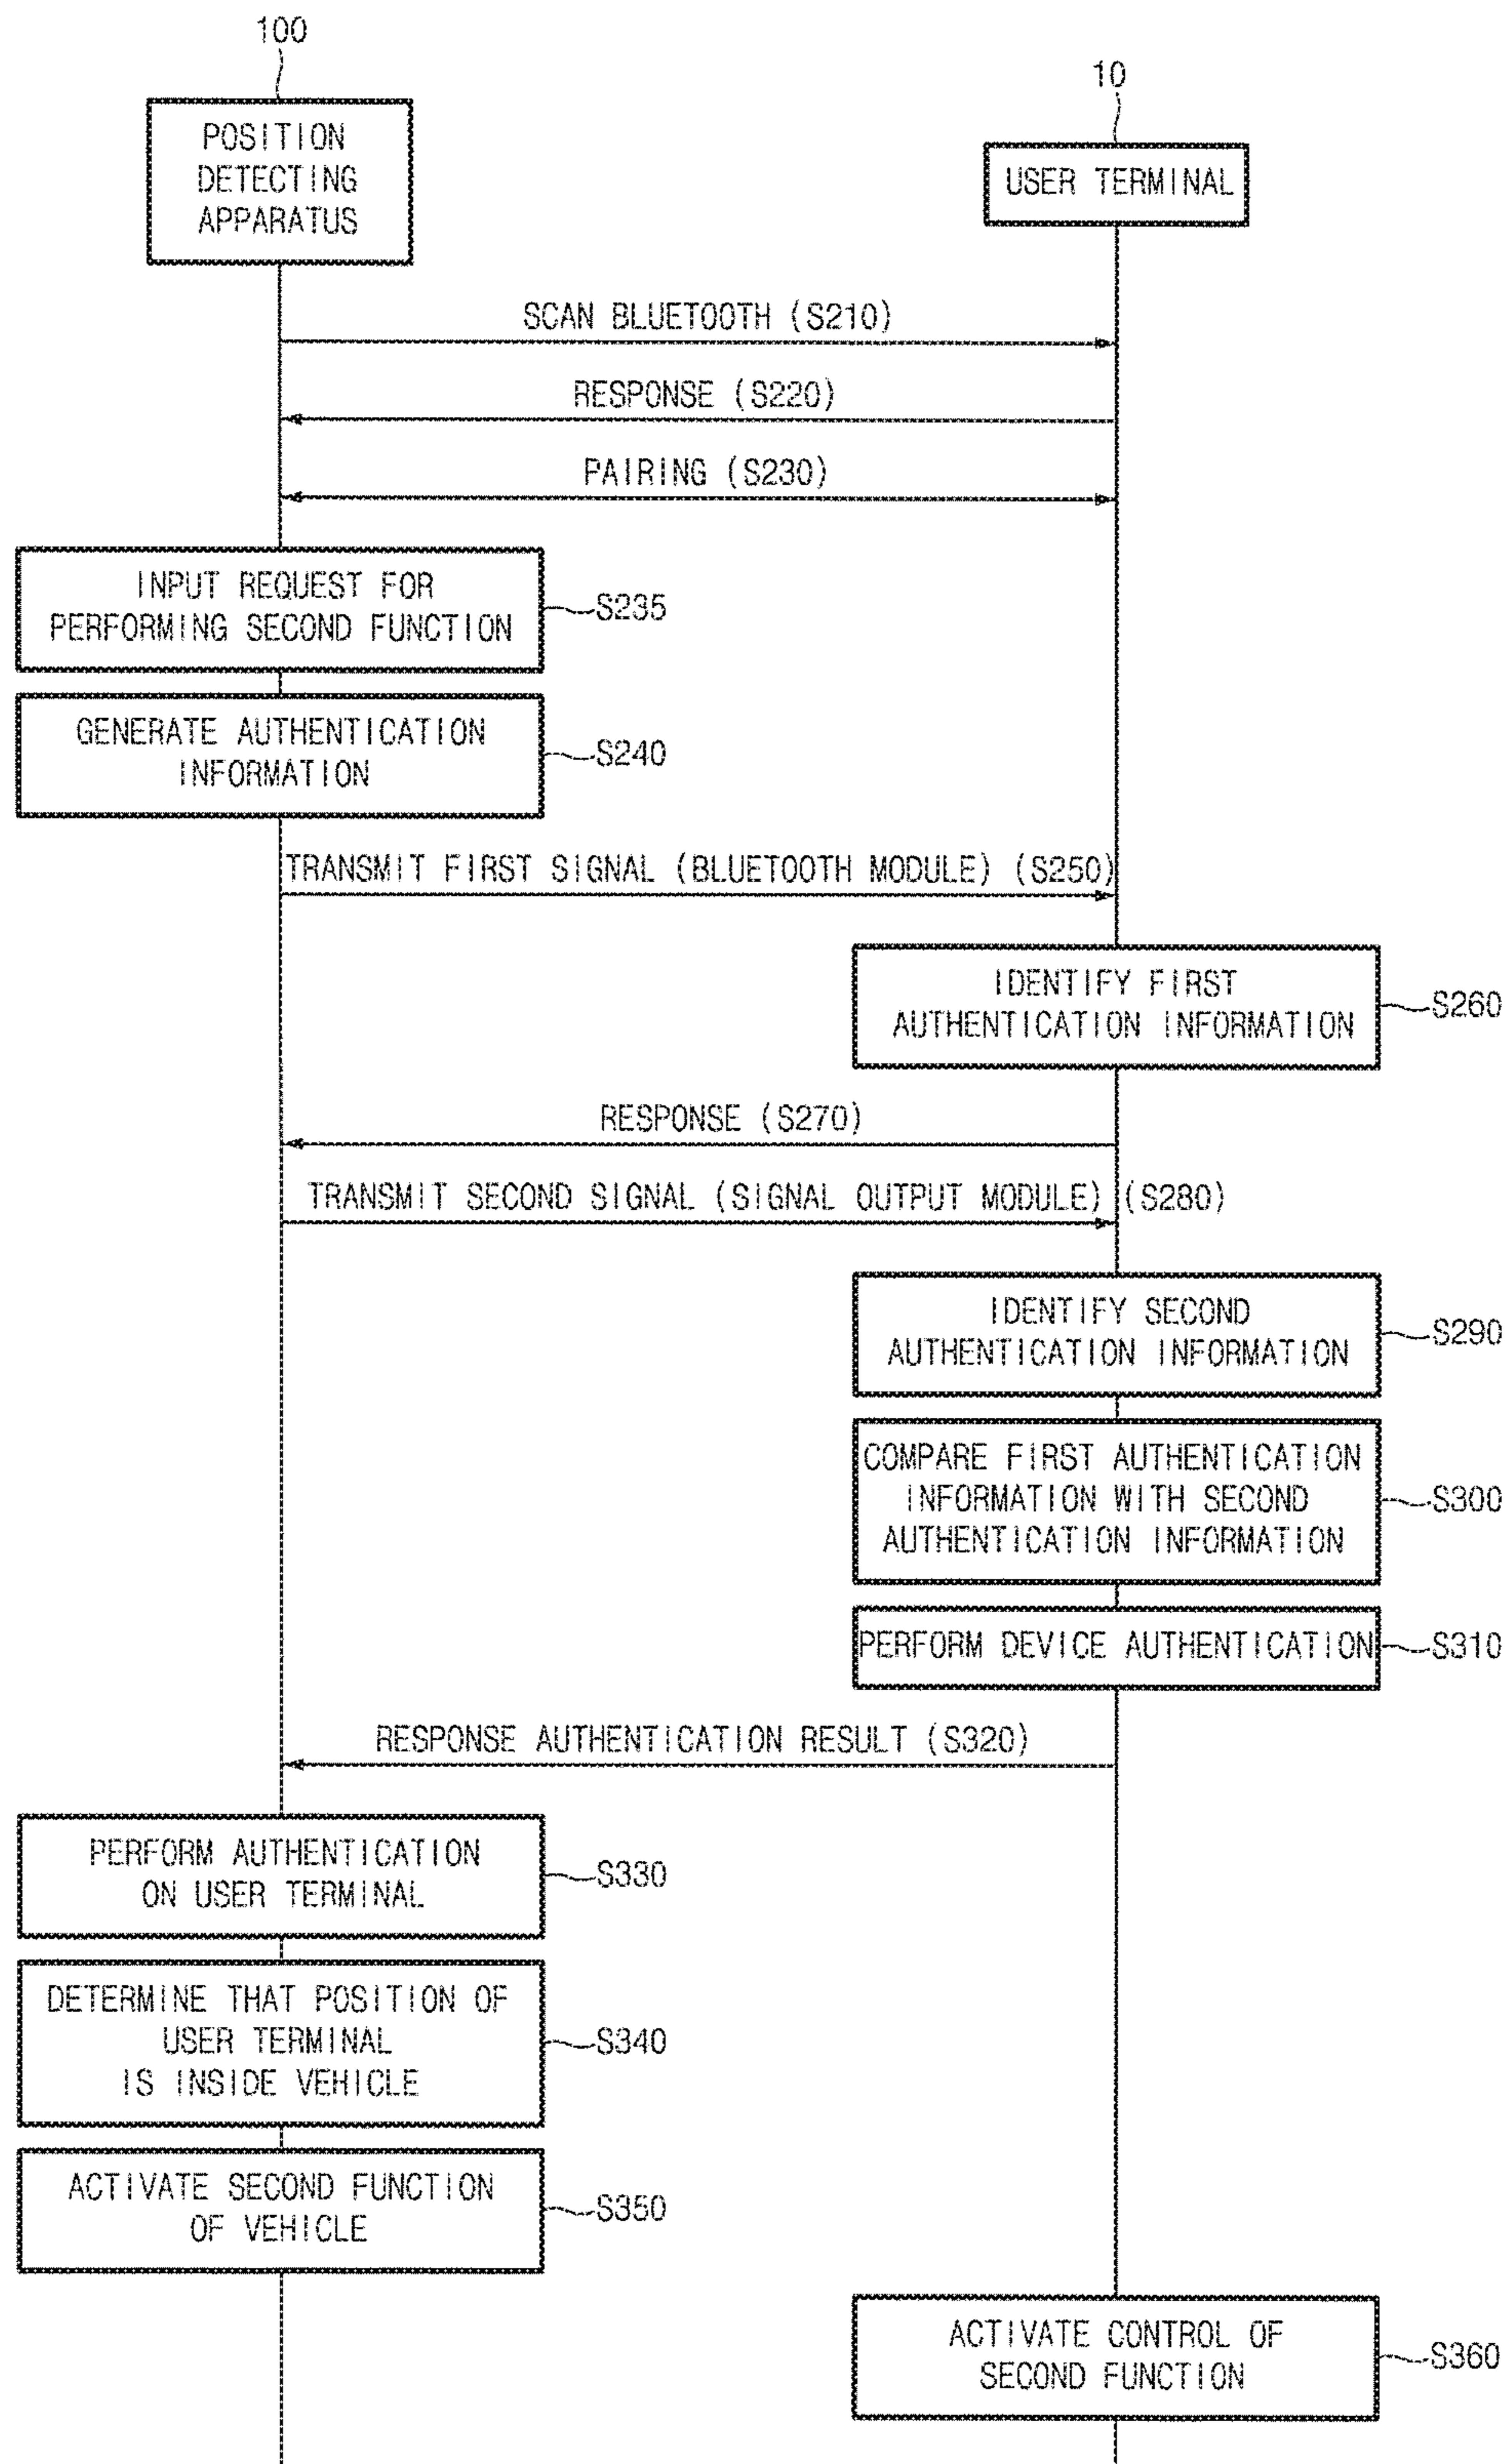 100
10
POSITION
DETECTING
APPARATUS
USER TERMINAL
SCAN BLUETOOTH (S210)
RESPONSE (S220)
PAIRING (S230)
INPUT REQUEST FOR
PERFORMING SECOND FUNCTION
S235
GENERATE AUTHENTICATION
INFORMATION
S240
TRANSMIT FIRST SIGNAL (BLUETOOTH MODULE) (S250)
IDENTIFY FIRST
AUTHENTICATION INFORMATION
S260
RESPONSE (S270)
TRANSMIT SECOND SIGNAL (SIGNAL OUTPUT MODULE) (S280)
IDENTIFY SECOND
AUTHENTICATION INFORMATION
S290
COMPARE FIRST AUTHENTICATION
INFORMATION WITH SECOND
AUTHENTICATION INFORMATION
S300
PERFORM DEVICE AUTHENTICATION
S310
RESPONSE AUTHENTICATION RESULT (S320)
PERFORM AUTHENTICATION
ON USER TERMINAL
S330
DETERMINE THAT POSITION OF
USER TERMINAL
IS INSIDE VEHICLE
S340
ACTIVATE SECOND FUNCTION
OF VEHICLE
S350
ACTIVATE CONTROL OF
SECOND FUNCTION
S360